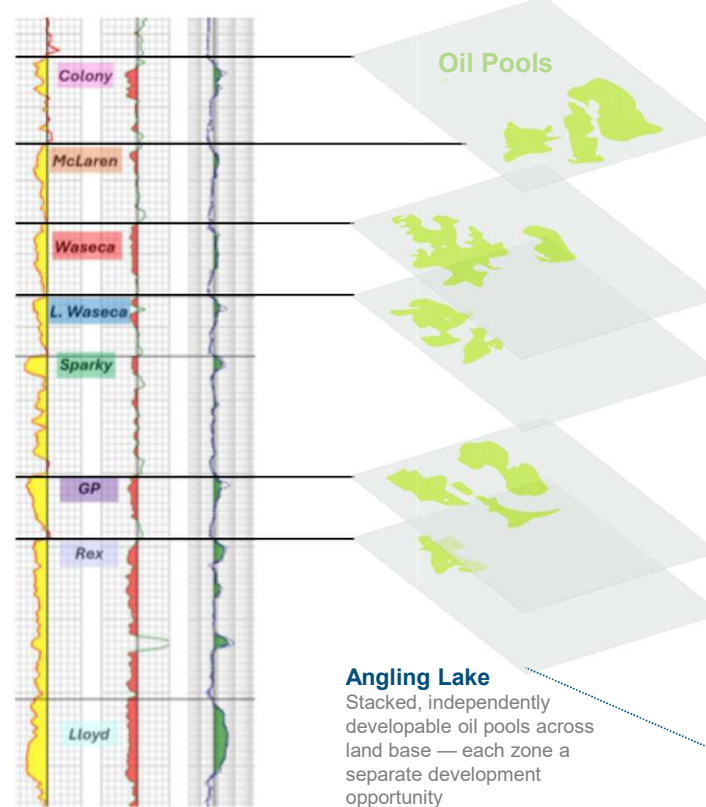 Oil Pools
Colony
McLaren
Waseca
L. Waseca
Sparky
GP
Rex
Lloyd
Angling Lake
Stacked, independently
developable oil pools across
land base — each zone a
separate development
opportunity